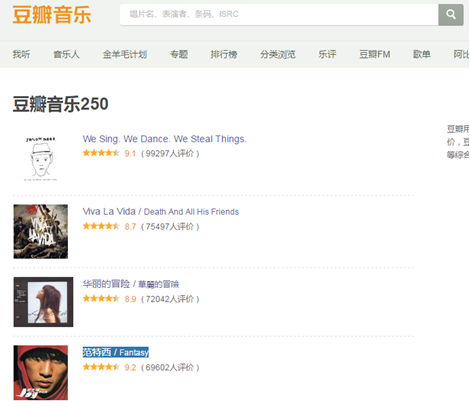 豆瓣音乐
唱片名、表演者、条码、ISRC
我听 音乐人 金羊毛计划 专题 排行榜 分类浏览 乐评 豆瓣FM 歌单 阿比
豆瓣音乐250
We Sing. We Dance. We Steal Things.
9.1 ( 99297人评价 )
豆瓣用
价，豆
等综合
Viva La Vida / Death And All His Friends
8.7 ( 75497人评价 )
华丽的冒险 / 華麗的冒險
8.9 ( 72042人评价 )
范特西 / Fantasy
9.2 ( 69602人评价 )